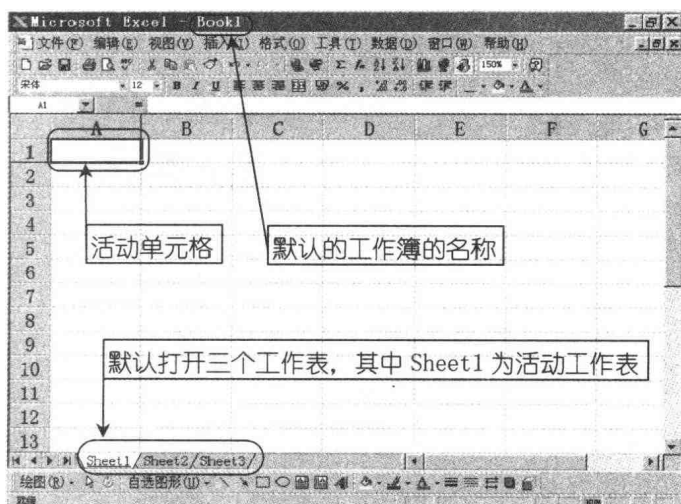 Microsoft Excel - Book1
文件(F) 编辑(E) 视图(V) 插入(I) 格式(O) 工具(T) 数据(D) 窗口(W) 帮助(H)
150%
宋体 12 B I U % ,
A1 =
A B C D E F G
1
2
3
4
活动单元格 默认的工作簿的名称
5
6
7
8
9
默认打开三个工作表，其中 Sheet1 为活动工作表
10
11
12
13
Sheet1 Sheet2 Sheet3
绘图(R) 自选图形(U)